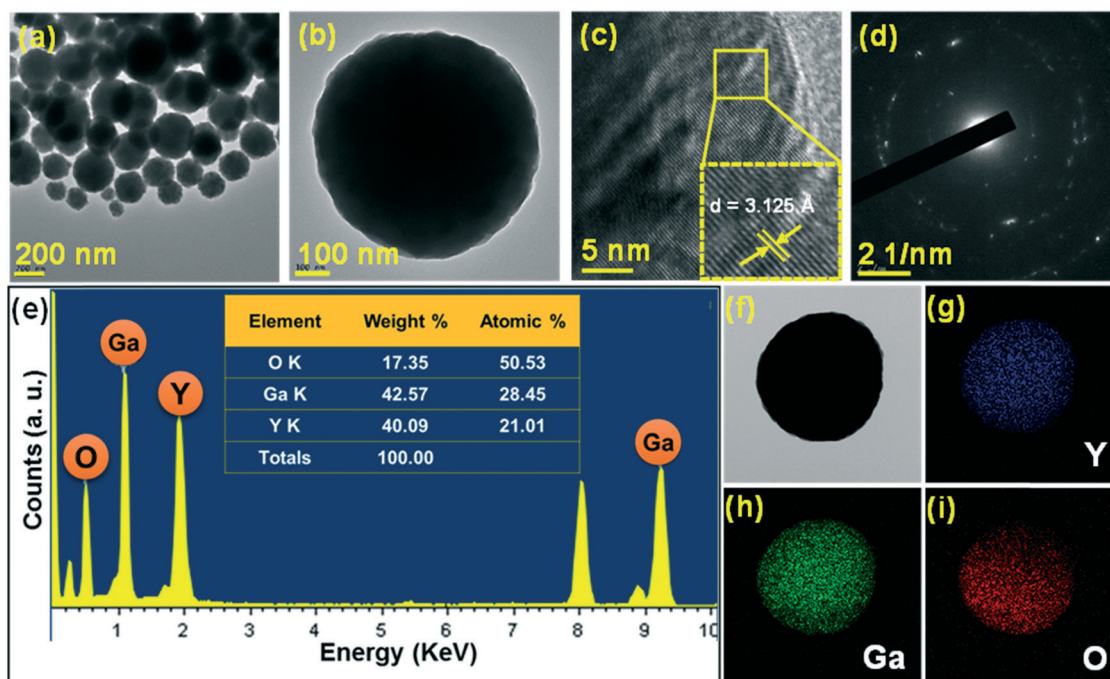 (a)
200 nm
(b)
100 nm
100 nm
(c)
d = 3.125 Å
5 nm
(d)
2 1/nm
(e)
Counts (a. u.)
O
Ga
Y
Ga
Element Weight % Atomic %
O K 17.35 50.53
Ga K 42.57 28.45
Y K 40.09 21.01
Totals 100.00
1 2 3 4 5 6 7 8 9 10
Energy (KeV)
(f)
(g)
Y
(h)
Ga
(i)
O